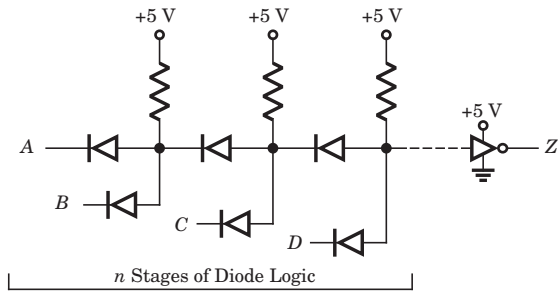 +5 V +5 V +5 V
+5 V
A Z
B
C
D
n Stages of Diode Logic